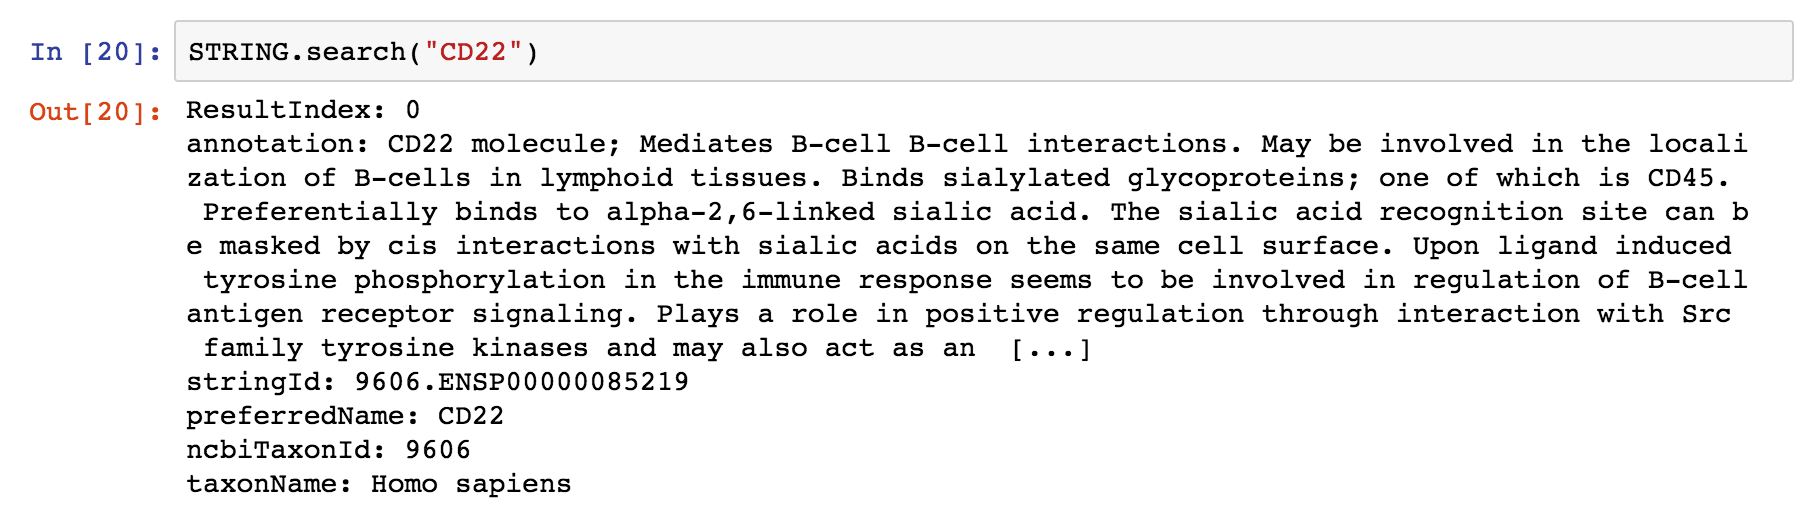 In [20]: STRING.search("CD22")
Out[20]: ResultIndex: 0
annotation: CD22 molecule; Mediates B-cell B-cell interactions. May be involved in the locali
zation of B-cells in lymphoid tissues. Binds sialylated glycoproteins; one of which is CD45.
 Preferentially binds to alpha-2,6-linked sialic acid. The sialic acid recognition site can b
e masked by cis interactions with sialic acids on the same cell surface. Upon ligand induced
 tyrosine phosphorylation in the immune response seems to be involved in regulation of B-cell
antigen receptor signaling. Plays a role in positive regulation through interaction with Src
 family tyrosine kinases and may also act as an  [...]
stringId: 9606.ENSP00000085219
preferredName: CD22
ncbiTaxonId: 9606
taxonName: Homo sapiens